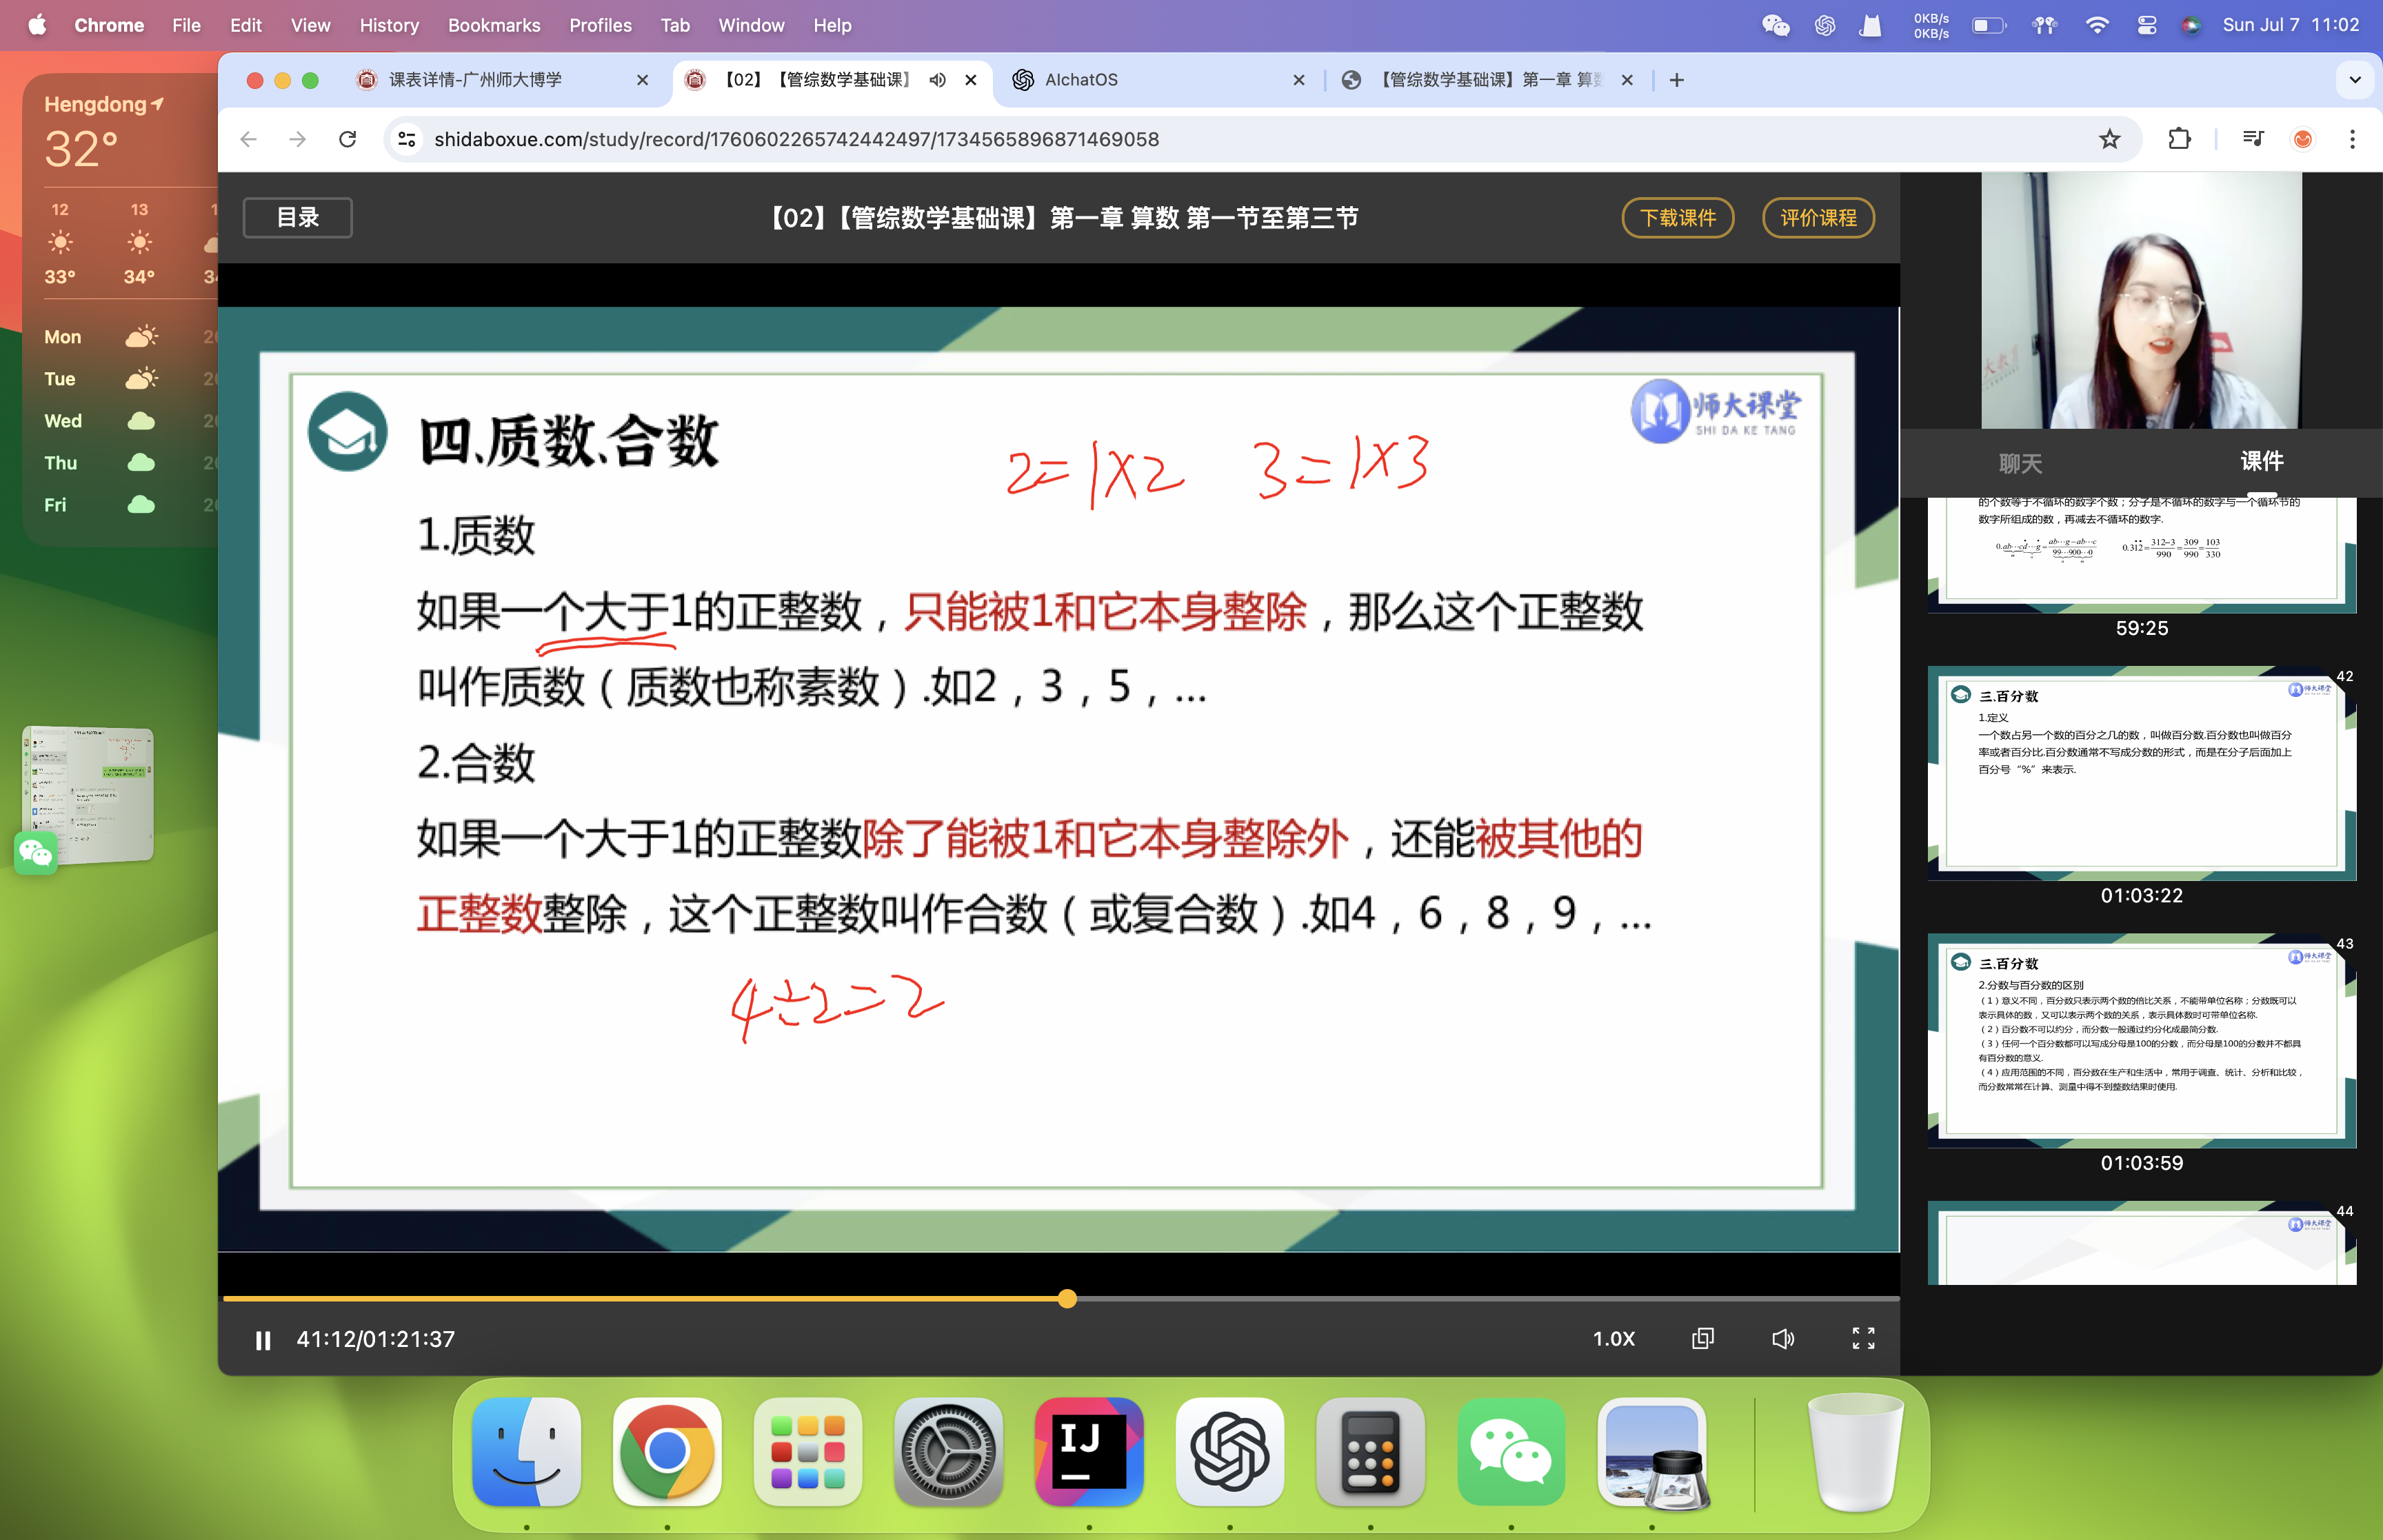 Chrome File Edit View History Bookmarks Profiles Tab Window Help
0KB/s
0KB/s
Sun Jul 7 11:02
Hengdong
32°
12 13
33° 34°
Mon
Tue
Wed
Thu
Fri
课表详情-广州师大博学
【02】【管综数学基础课】
AIchatOS
【管综数学基础课】第一章 算
shidaboxue.com/study/record/1760602265742442497/1734565896871469058
目录
【02】【管综数学基础课】第一章 算数 第一节至第三节
下载课件
评价课程
四.质数、合数
师大课堂
SHI DA KE TANG
2=1×2 3=1×3
1.质数
如果一个大于1的正整数，只能被1和它本身整除，那么这个正整数
叫作质数（质数也称素数）.如2，3，5，...
2.合数
如果一个大于1的正整数除了能被1和它本身整除外，还能被其他的
正整数整除，这个正整数叫作合数（或复合数）.如4，6，8，9，...
4÷2=2
41:12/01:21:37
1.0X
聊天
课件
的个数等于不循环的数字个数；分子是不循环的数字与一个循环节的
数字所组成的数，再减去不循环的数字.
59:25
42
三.百分数
师大课堂
1.定义
一个数占另一个数的百分之几的数，叫做百分数.百分数也叫做百分
率或者百分比.百分数通常不写成分数的形式，而是在分子后面加上
百分号“%”来表示.
01:03:22
43
三.百分数
师大课堂
2.分数与百分数的区别
（1）意义不同，百分数只表示两个数的倍比关系，不能带单位名称；分数既可以
表示具体的数，又可以表示两个数的关系，表示具体数时可带单位名称.
（2）百分数不可以约分，而分数一般通过约分化成最简分数.
（3）任何一个百分数都可以写成分母是100的分数，而分母是100的分数并不都具
有百分数的意义.
（4）应用范围的不同，百分数在生产和生活中，常用于调查、统计、分析和比较，
而分数常常在计算、测量中得不到整数结果时使用.
01:03:59
44
师大课堂
IJ